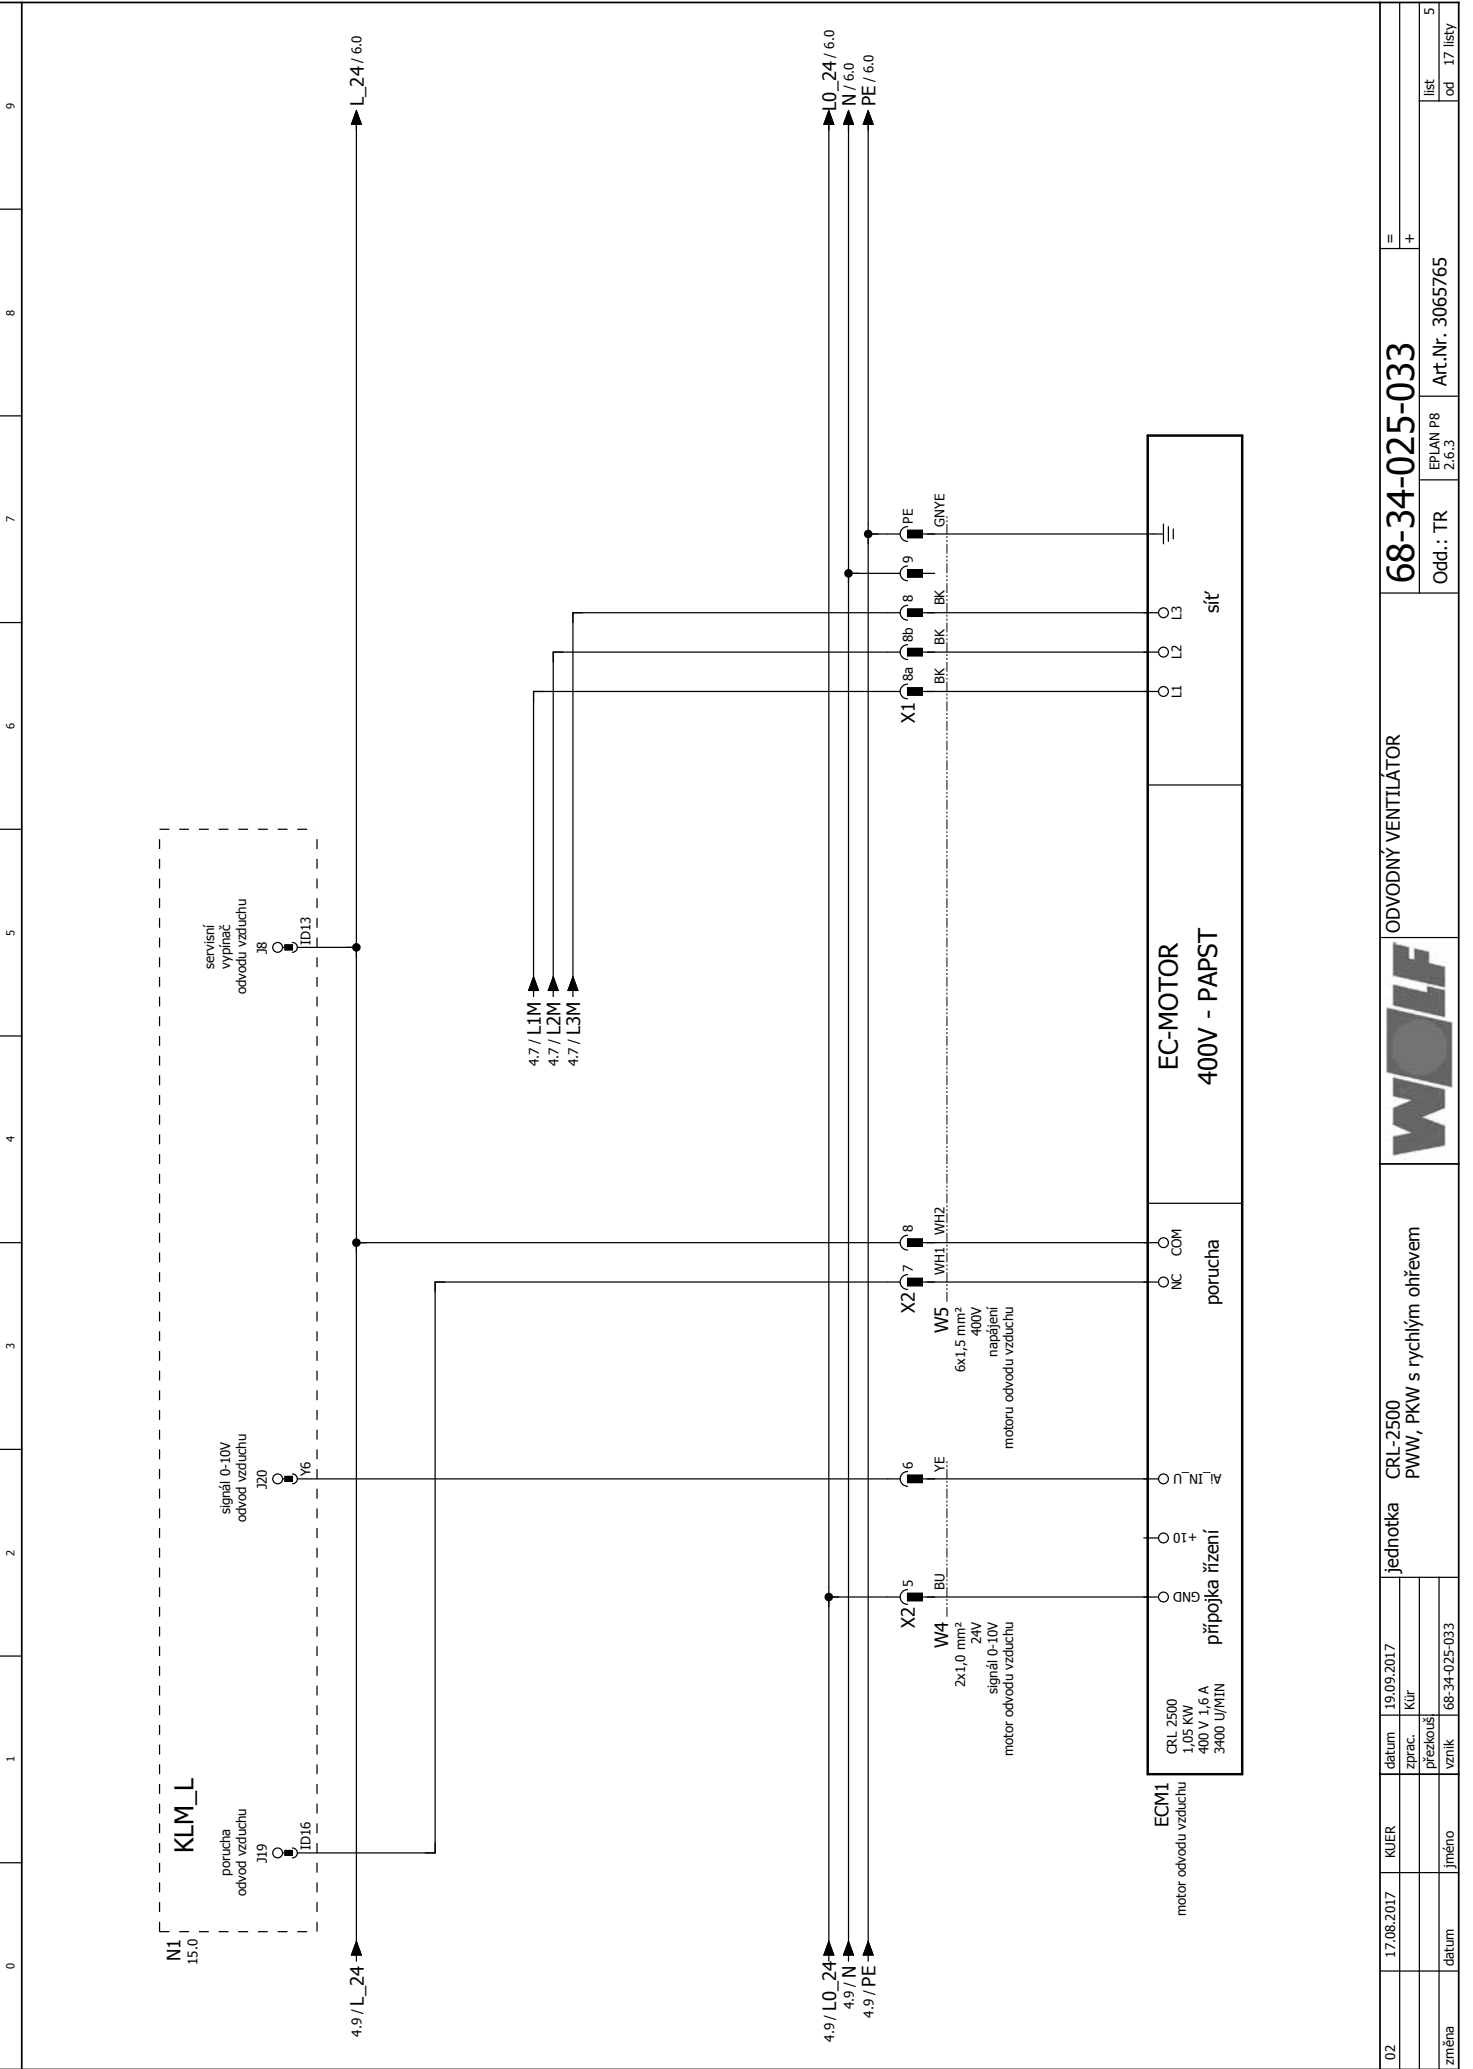 0 1 2 3 4 5 6 7 8 9
N1
15.0
KLM_L
porucha
odvod vzduchu
J19
ID16
signál 0-10V
odvod vzduchu
J20
Y6
servisní
vypínač
odvodu vzduchu
J8
ID13
4.9 / L_24
L_24 / 6.0
4.7 / L1M
4.7 / L2M
4.7 / L3M
4.9 / L0_24
4.9 / N
4.9 / PE
L0_24 / 6.0
N / 6.0
PE / 6.0
X2 5
6
X2 7
8
X1 8a
8b
8
9
PE
BU
YE
WH1
WH2
BK
BK
BK
GNYE
W4
2x1,0 mm²
24V
signál 0-10V
motor odvodu vzduchu
W5
6x1,5 mm²
400V
napájení
motoru odvodu vzduchu
ECM1
motor odvodu vzduchu
CRL 2500
1,05 KW
400 V 1,6 A
3400 U/MIN
GND
+10
Ai_IN_U
přípojka řízení
NC
COM
porucha
EC-MOTOR
400V - PAPST
L1
L2
L3
síť
02
17.08.2017
KUER
změna
datum
jméno
datum
19.09.2017
zprac.
Kür
přezkouš.
vznik
68-34-025-033
jednotka
CRL-2500
PWW, PKW s rychlým ohřevem
WOLF
ODVODNÝ VENTILÁTOR
68-34-025-033
=
+
Odd.: TR
EPLAN P8
2.6.3
Art.Nr. 3065765
list 5
od 17 listy